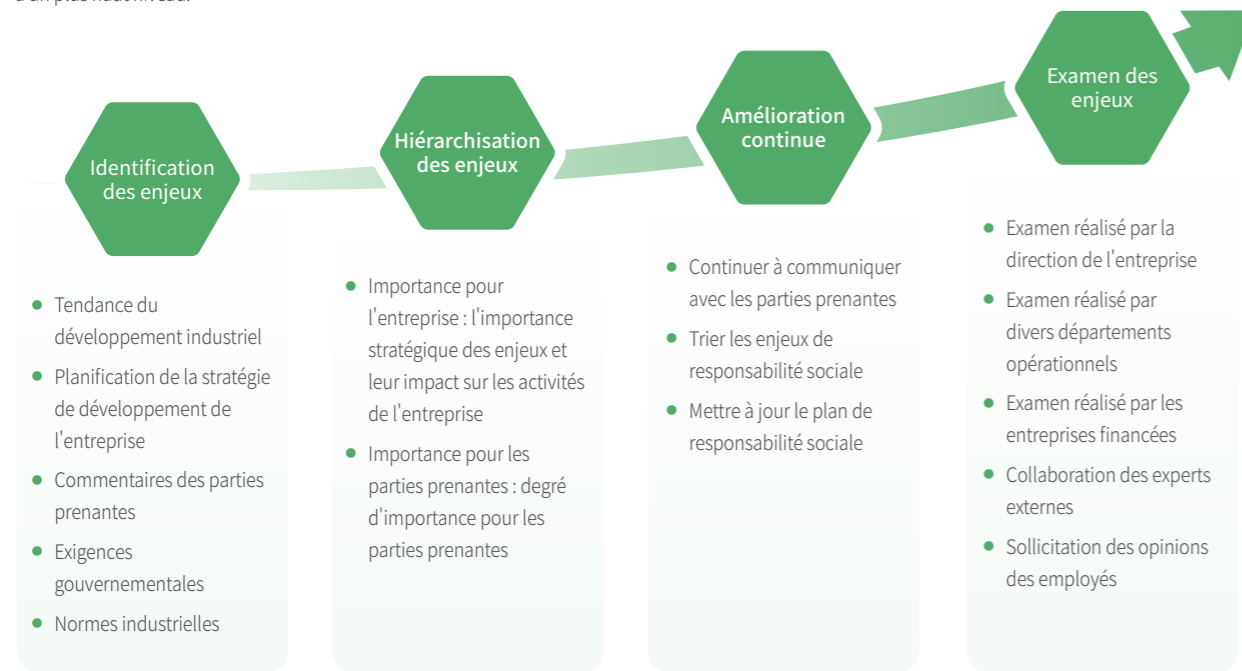 d'un plus haut niveau.
Identification
des enjeux
Tendance du
développement industriel
Planification de la stratégie
de développement de
l'entreprise
Commentaires des parties
prenantes
Exigences
gouvernementales
Normes industrielles
Hiérarchisation
des enjeux
Importance pour
l'entreprise : l'importance
stratégique des enjeux et
leur impact sur les activités
de l'entreprise
Importance pour les
parties prenantes : degré
d'importance pour les
parties prenantes
Amélioration
continue
Continuer à communiquer
avec les parties prenantes
Trier les enjeux de
responsabilité sociale
Mettre à jour le plan de
responsabilité sociale
Examen des
enjeux
Examen réalisé par la
direction de l'entreprise
Examen réalisé par
divers départements
opérationnels
Examen réalisé par les
entreprises financées
Collaboration des experts
externes
Sollicitation des opinions
des employés